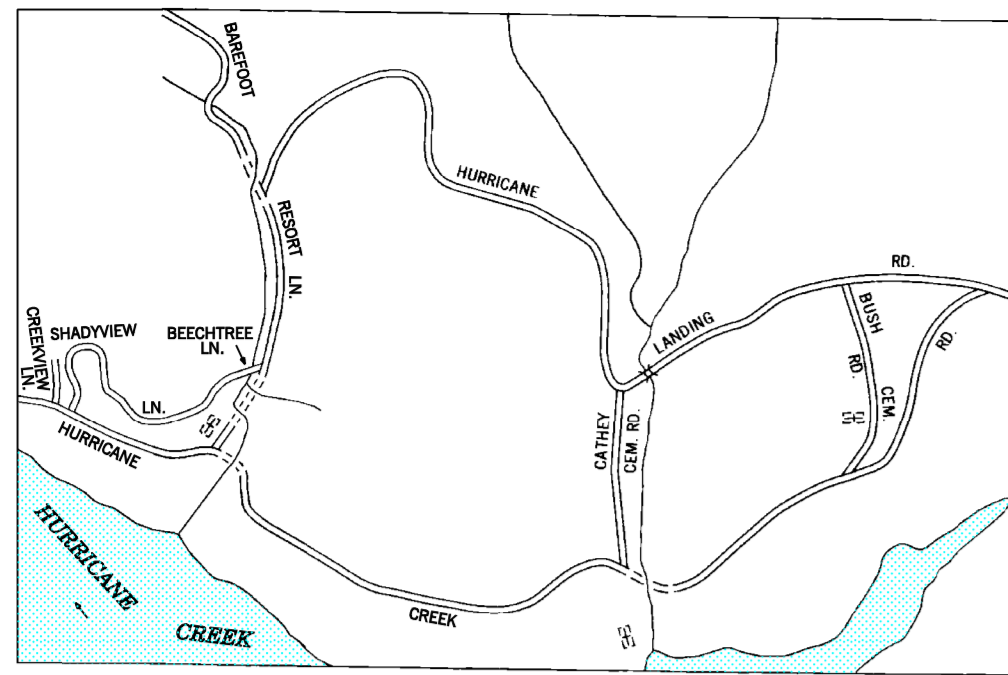 BAREFOOT
HURRICANE
RESORT
LN.
RD.
LANDING
BUSH
RD.
CEM.
RD.
CREEKVIEW
LN.
SHADYVIEW
LN.
BEECHTREE
LN.
HURRICANE
CATHEY
CEM. RD.
CREEK
HURRICANE
CREEK